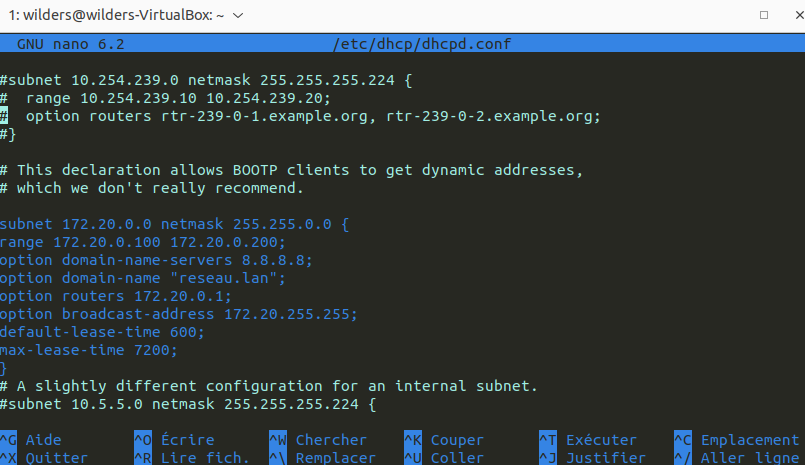 1: wilders@wilders-VirtualBox: ~
GNU nano 6.2 /etc/dhcp/dhcpd.conf
#subnet 10.254.239.0 netmask 255.255.255.224 {
#  range 10.254.239.10 10.254.239.20;
#  option routers rtr-239-0-1.example.org, rtr-239-0-2.example.org;
#}
# This declaration allows BOOTP clients to get dynamic addresses,
# which we don't really recommend.
subnet 172.20.0.0 netmask 255.255.0.0 {
range 172.20.0.100 172.20.0.200;
option domain-name-servers 8.8.8.8;
option domain-name "reseau.lan";
option routers 172.20.0.1;
option broadcast-address 172.20.255.255;
default-lease-time 600;
max-lease-time 7200;
}
# A slightly different configuration for an internal subnet.
#subnet 10.5.5.0 netmask 255.255.255.224 {
^G Aide ^O Écrire ^W Chercher ^K Couper ^T Exécuter ^C Emplacement
^X Quitter ^R Lire fich. ^\ Remplacer ^U Coller ^J Justifier ^/ Aller ligne